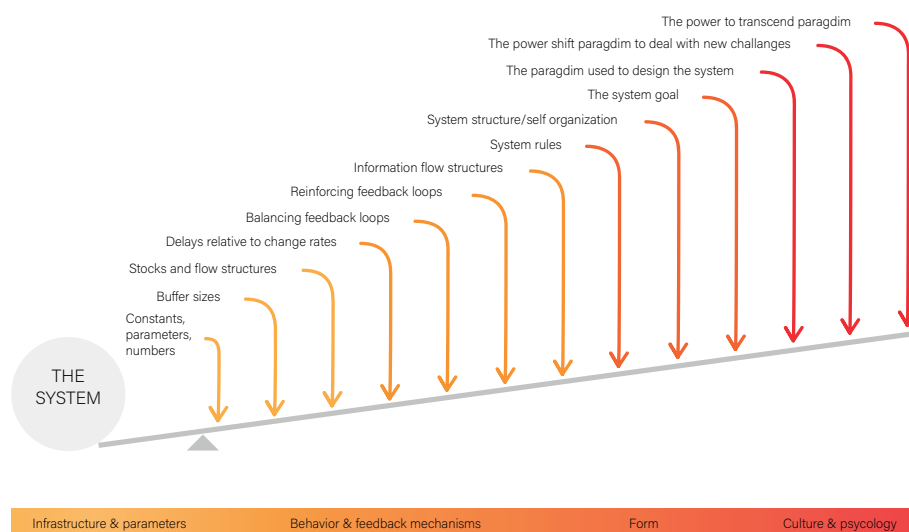 The power to transcend paragdim
The power shift paragdim to deal with new challanges
The paragdim used to design the system
The system goal
System structure/self organization
System rules
Information flow structures
Reinforcing feedback loops
Balancing feedback loops
Delays relative to change rates
Stocks and flow structures
Buffer sizes
Constants,
parameters,
numbers
THE
SYSTEM
Infrastructure & parameters
Behavior & feedback mechanisms
Form
Culture & psycology